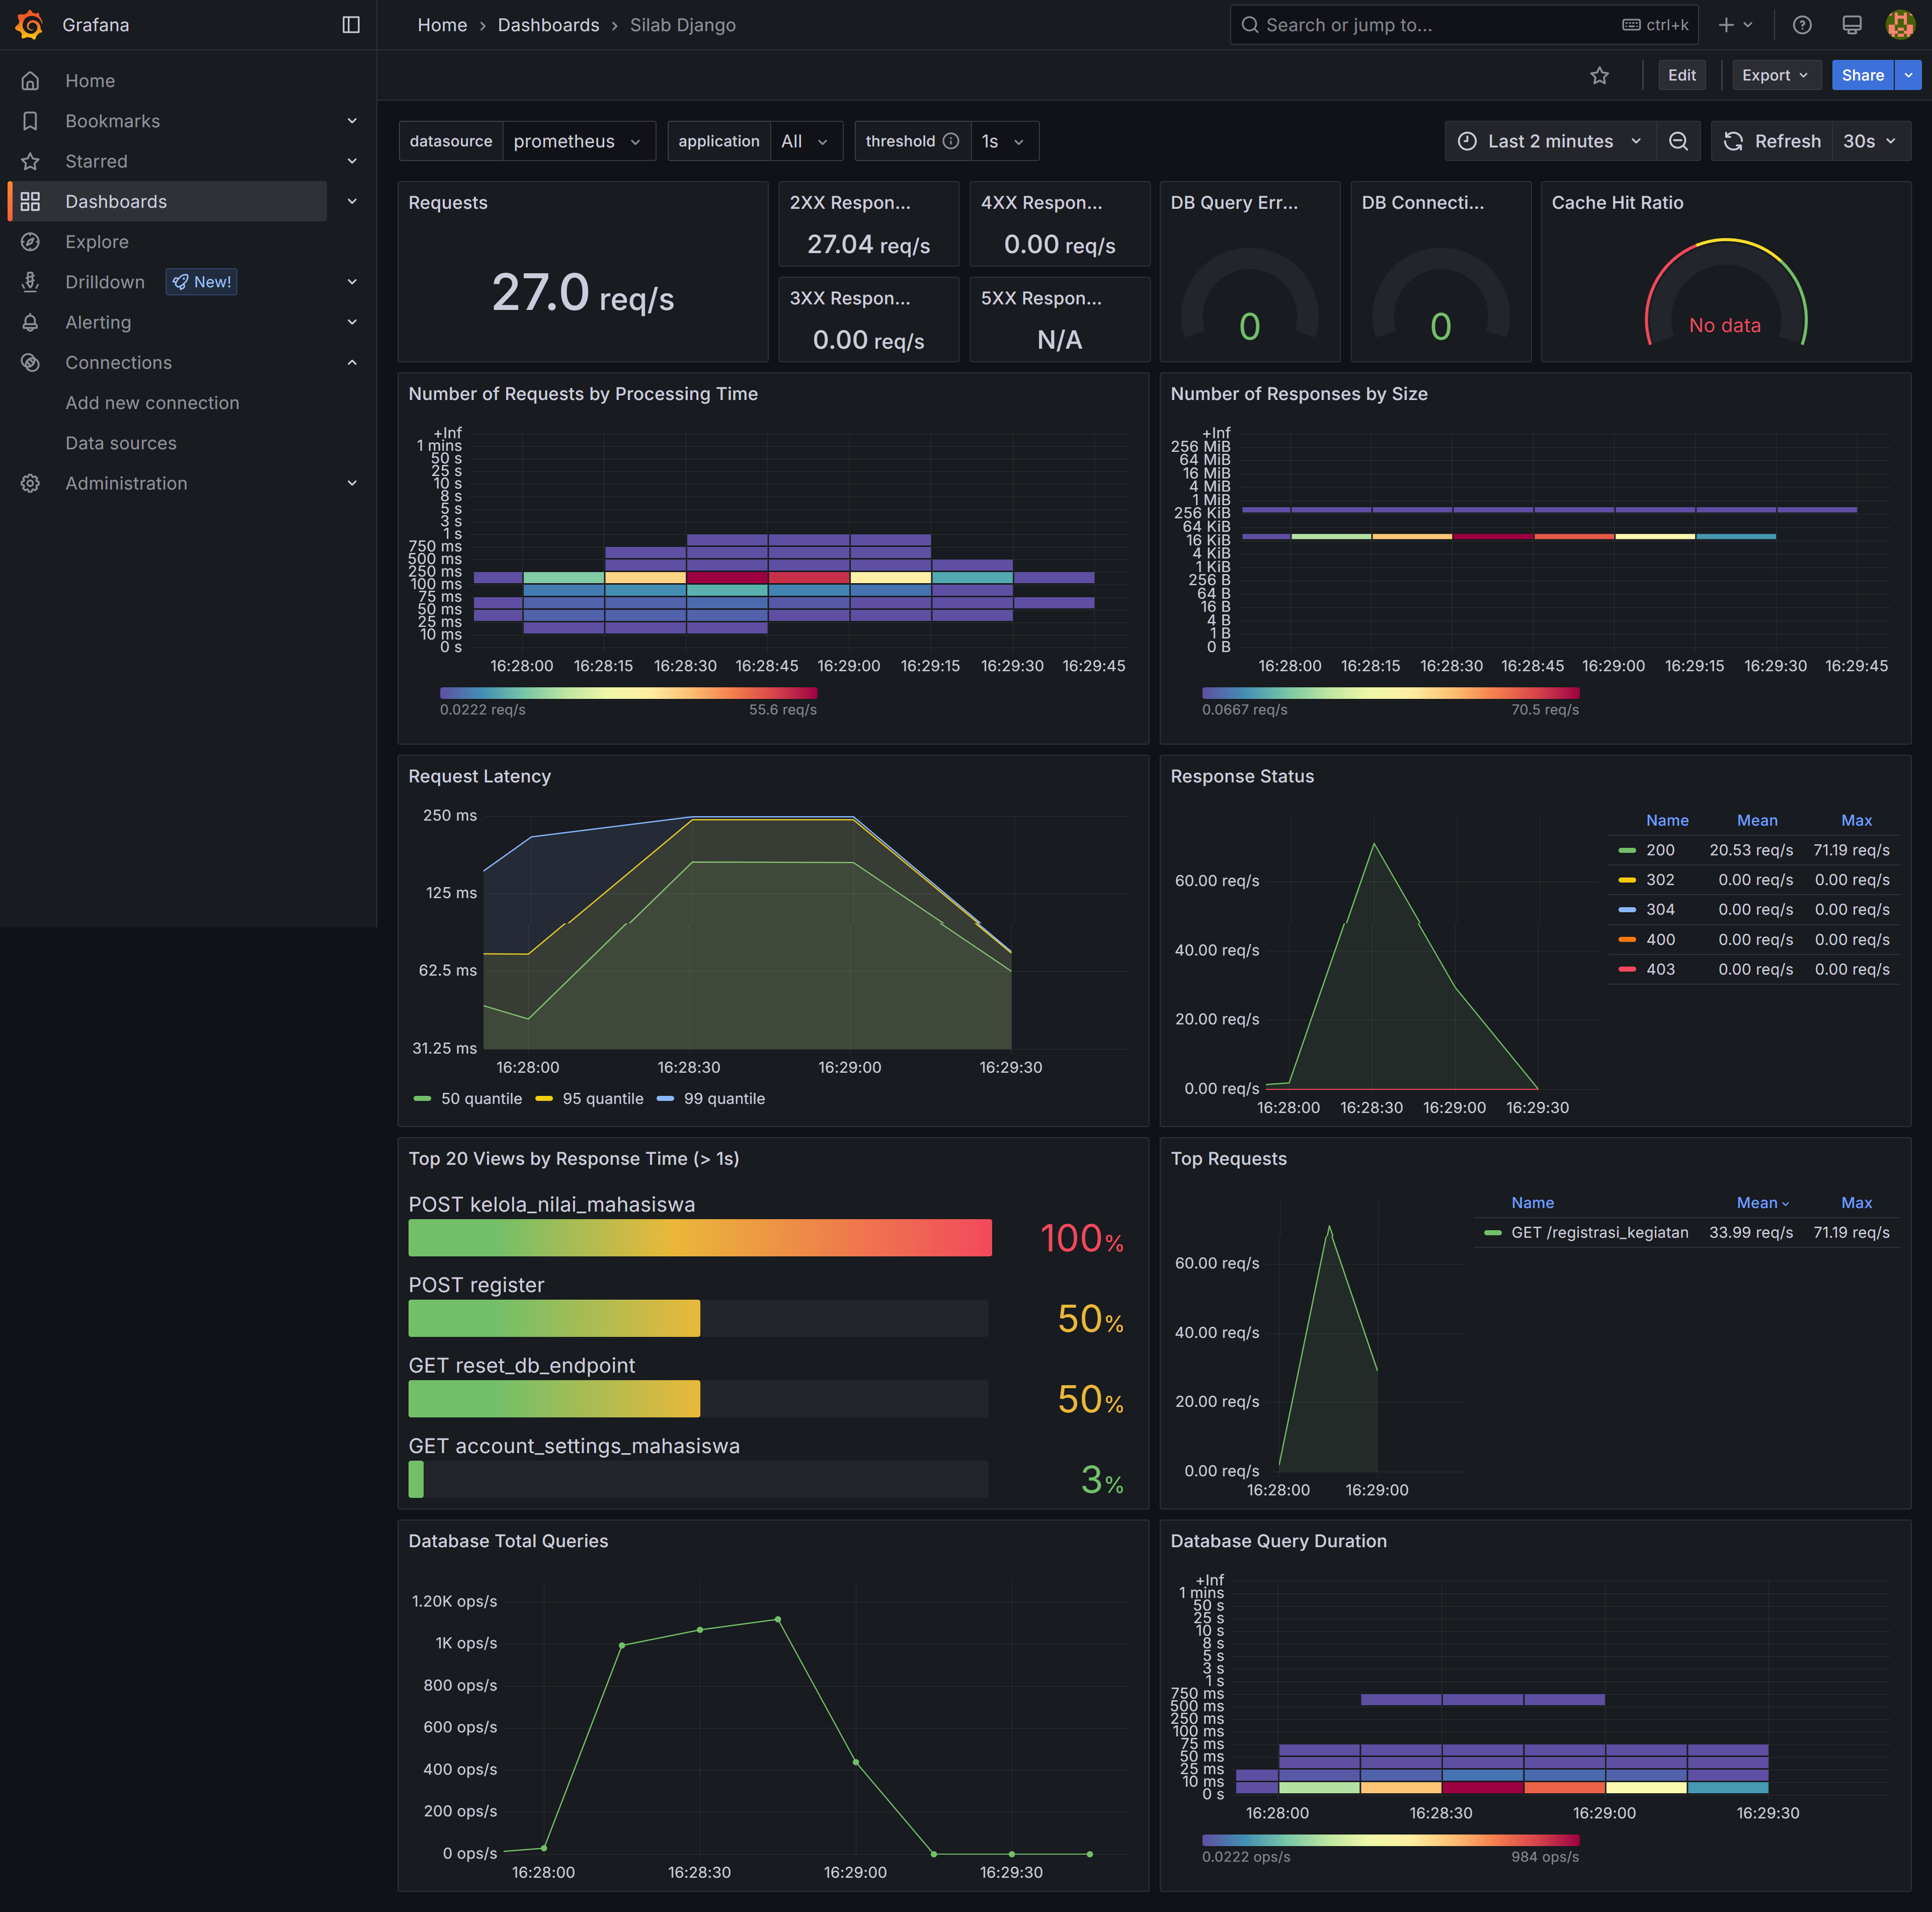 Grafana
Home › Dashboards › Silab Django
Search or jump to...
ctrl+k
Home
Bookmarks
Starred
Dashboards
Explore
Drilldown
New!
Alerting
Connections
Add new connection
Data sources
Administration
Edit
Export
Share
datasource
prometheus
application
All
threshold
1s
Last 2 minutes
Refresh
30s
Requests
27.0 req/s
2XX Respon...
27.04 req/s
4XX Respon...
0.00 req/s
3XX Respon...
0.00 req/s
5XX Respon...
N/A
DB Query Err...
0
DB Connecti...
0
Cache Hit Ratio
No data
Number of Requests by Processing Time
+Inf
1 mins
50 s
25 s
10 s
8 s
5 s
3 s
1 s
750 ms
500 ms
250 ms
100 ms
75 ms
50 ms
25 ms
10 ms
0 s
16:28:00 16:28:15 16:28:30 16:28:45 16:29:00 16:29:15 16:29:30 16:29:45
0.0222 req/s 55.6 req/s
Number of Responses by Size
+Inf
256 MiB
64 MiB
16 MiB
4 MiB
1 MiB
256 KiB
64 KiB
16 KiB
4 KiB
1 KiB
256 B
64 B
16 B
4 B
1 B
0 B
16:28:00 16:28:15 16:28:30 16:28:45 16:29:00 16:29:15 16:29:30 16:29:45
0.0667 req/s 70.5 req/s
Request Latency
250 ms
125 ms
62.5 ms
31.25 ms
16:28:00 16:28:30 16:29:00 16:29:30
50 quantile 95 quantile 99 quantile
Response Status
60.00 req/s
40.00 req/s
20.00 req/s
0.00 req/s
16:28:00 16:28:30 16:29:00 16:29:30
Name Mean Max
200 20.53 req/s 71.19 req/s
302 0.00 req/s 0.00 req/s
304 0.00 req/s 0.00 req/s
400 0.00 req/s 0.00 req/s
403 0.00 req/s 0.00 req/s
Top 20 Views by Response Time (> 1s)
POST kelola_nilai_mahasiswa
100%
POST register
50%
GET reset_db_endpoint
50%
GET account_settings_mahasiswa
3%
Top Requests
60.00 req/s
40.00 req/s
20.00 req/s
0.00 req/s
16:28:00 16:29:00
Name Mean Max
GET /registrasi_kegiatan 33.99 req/s 71.19 req/s
Database Total Queries
1.20K ops/s
1K ops/s
800 ops/s
600 ops/s
400 ops/s
200 ops/s
0 ops/s
16:28:00 16:28:30 16:29:00 16:29:30
Database Query Duration
+Inf
1 mins
50 s
25 s
10 s
8 s
5 s
3 s
1 s
750 ms
500 ms
250 ms
100 ms
75 ms
50 ms
25 ms
10 ms
0 s
16:28:00 16:28:30 16:29:00 16:29:30
0.0222 ops/s 984 ops/s